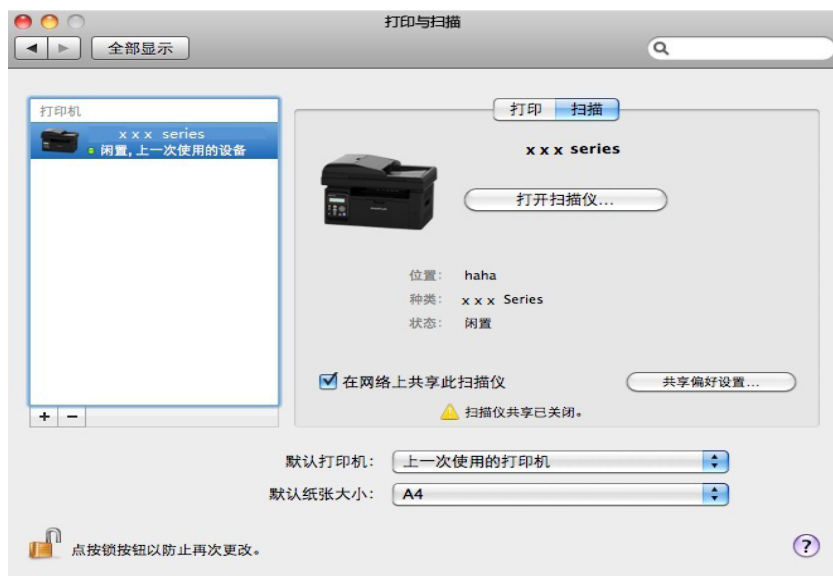 打印与扫描
全部显示
打印机
x x x series
闲置, 上一次使用的设备
打印 扫描
x x x series
打开扫描仪...
位置: haha
种类: x x x Series
状态: 闲置
在网络上共享此扫描仪 共享偏好设置...
扫描仪共享已关闭。
+ −
默认打印机: 上一次使用的打印机
默认纸张大小: A4
点按锁按钮以防止再次更改。 ?